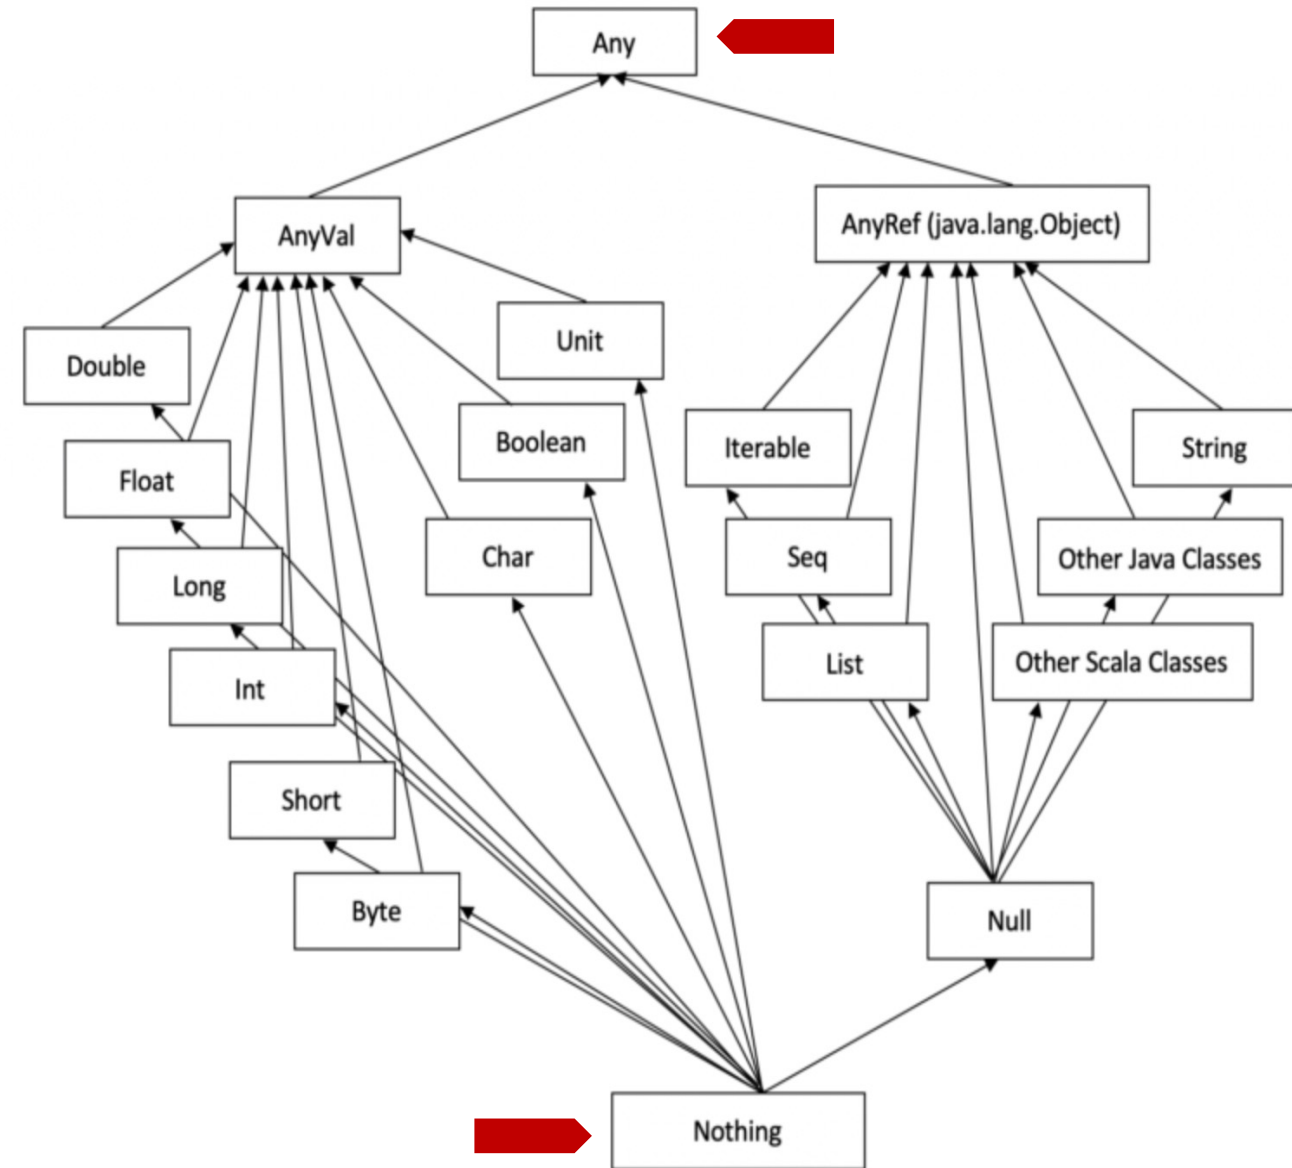 Any
AnyVal
AnyRef (java.lang.Object)
Double
Unit
Float
Boolean
Iterable
String
Long
Char
Seq
Other Java Classes
Int
List
Other Scala Classes
Short
Byte
Null
Nothing